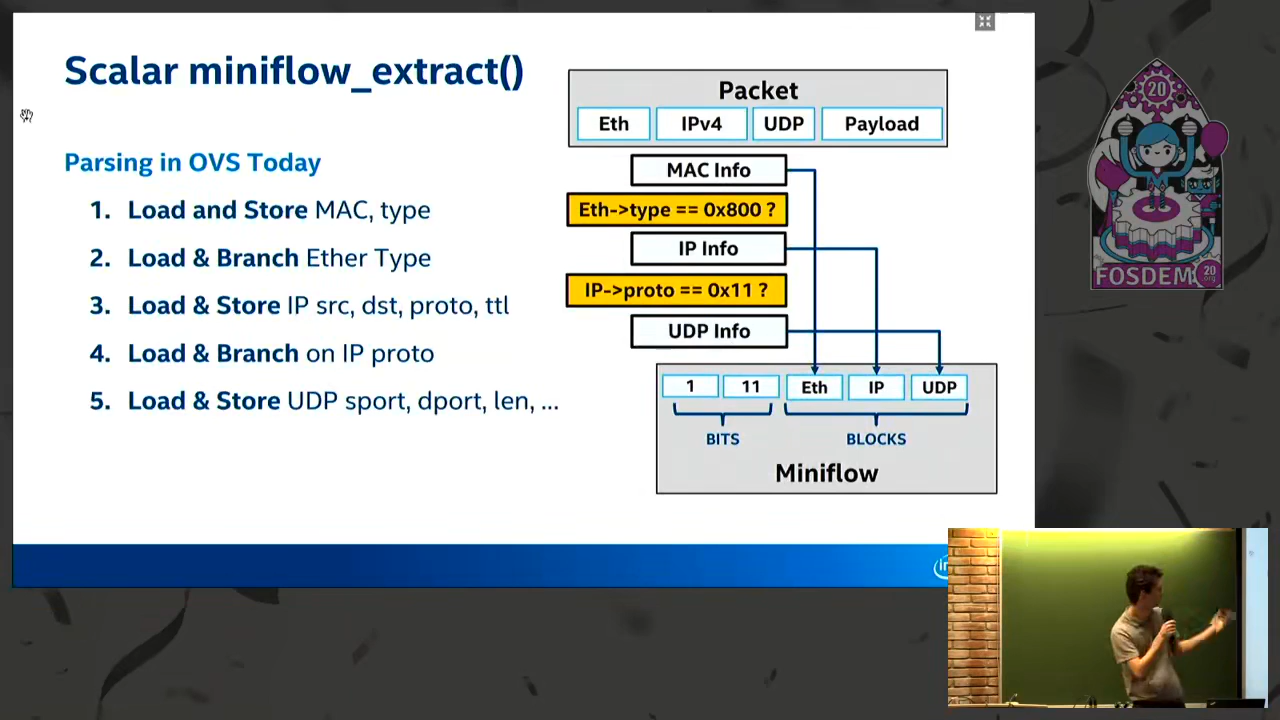 Scalar miniflow_extract()
Parsing in OVS Today
1. Load and Store MAC, type
2. Load & Branch Ether Type
3. Load & Store IP src, dst, proto, ttl
4. Load & Branch on IP proto
5. Load & Store UDP sport, dport, len, ...
Packet
Eth IPv4 UDP Payload
MAC Info
Eth->type == 0x800 ?
IP Info
IP->proto == 0x11 ?
UDP Info
1 11 Eth IP UDP
BITS BLOCKS
Miniflow
20
FOSDEM 20
.org